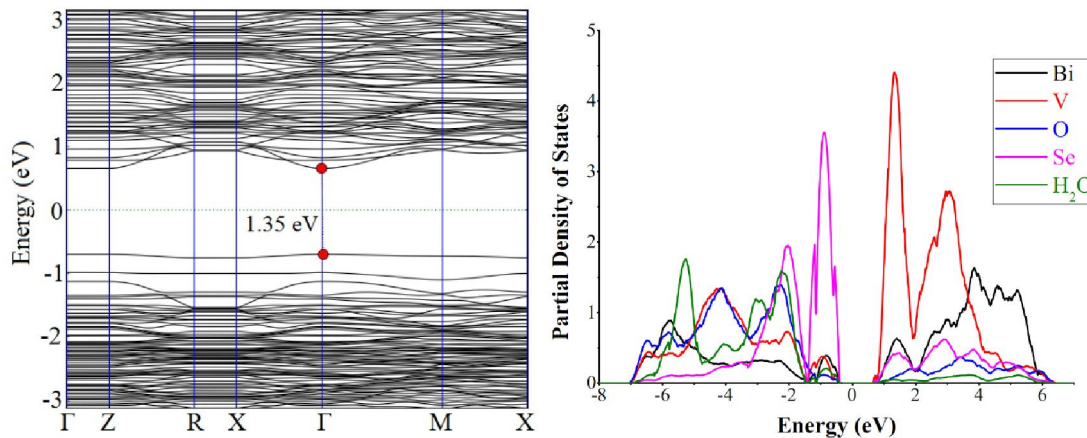 3
2
1
0
-1
-2
-3
Energy (eV)
1.35 eV
Γ Z R X Γ M X
5
4
3
2
1
0
Partial Density of States
Bi
V
O
Se
H₂O
-8 -6 -4 -2 0 2 4 6 8
Energy (eV)